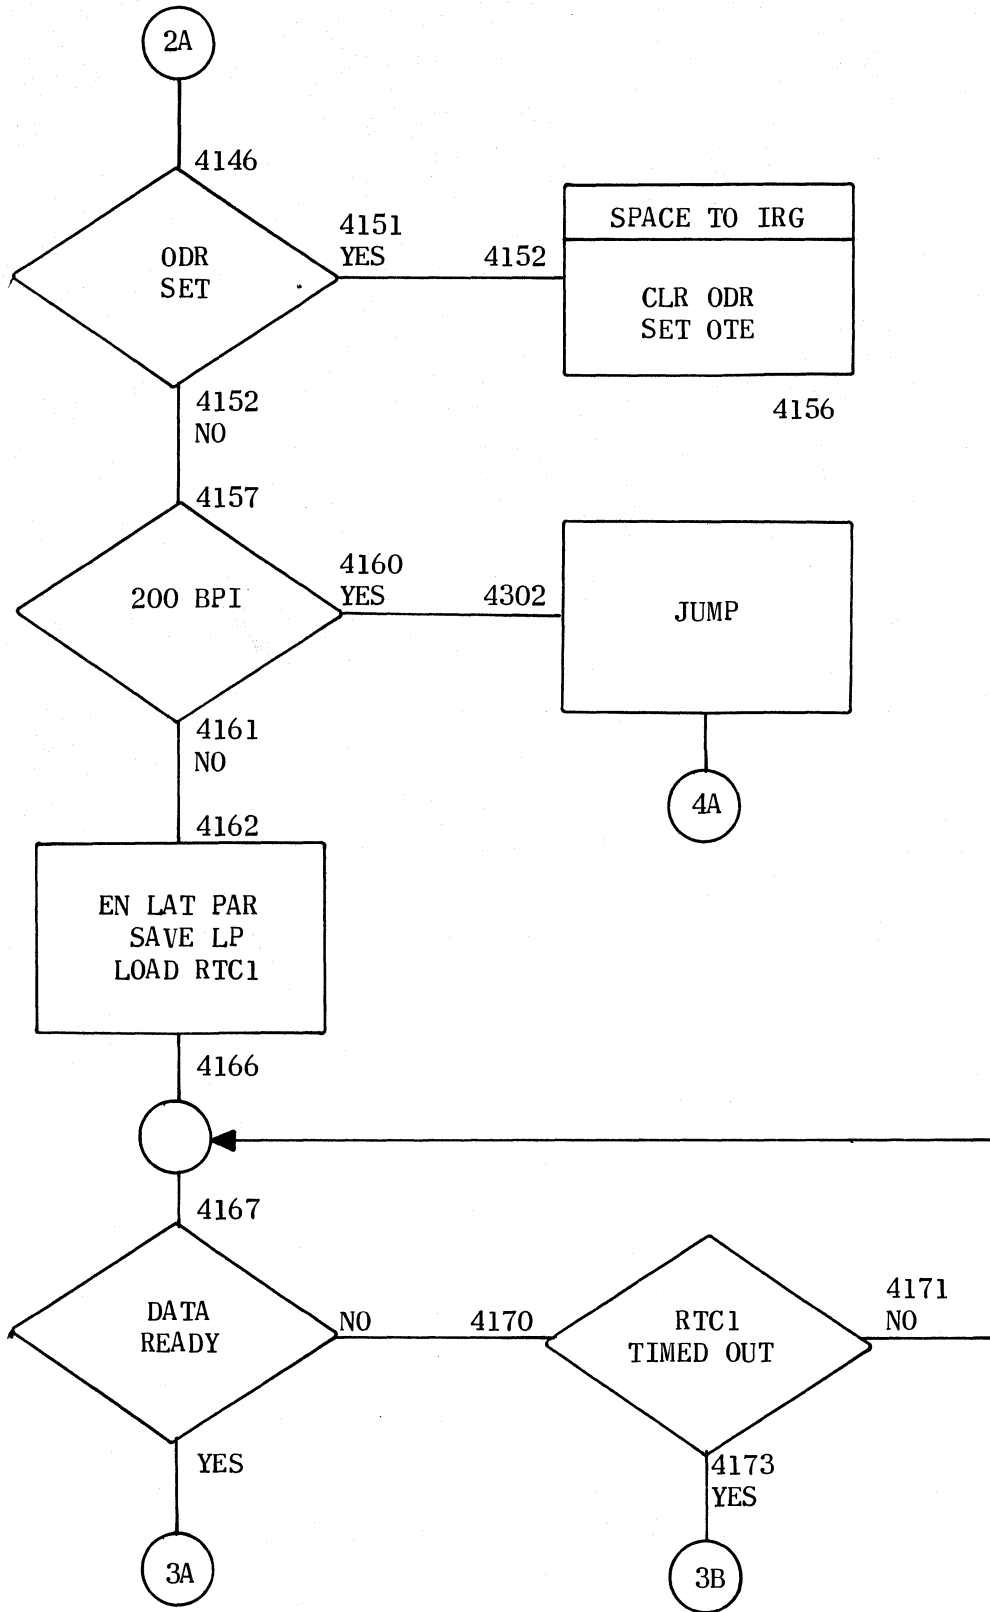 2A
4146
ODR
SET
4151
YES
4152
SPACE TO IRG
CLR ODR
SET OTE
4156
4152
NO
4157
200 BPI
4160
YES
4302
JUMP
4A
4161
NO
4162
EN LAT PAR
SAVE LP
LOAD RTC1
4166
4167
DATA
READY
NO
4170
RTC1
TIMED OUT
4171
NO
YES
3A
4173
YES
3B